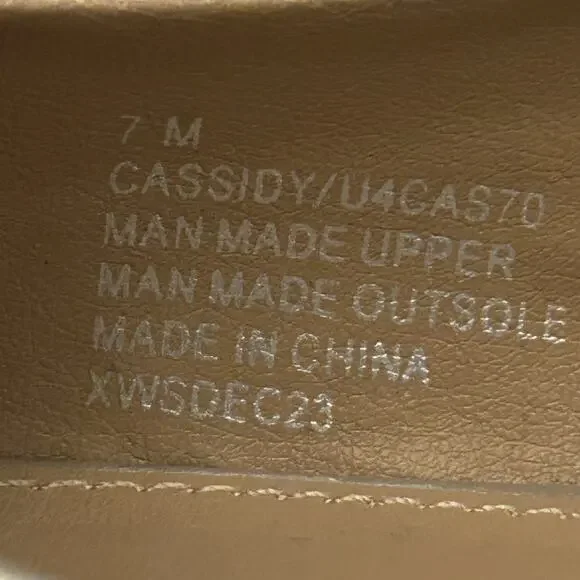 7 M
CASSIDY/U4CAS70
MAN MADE UPPER
MAN MADE OUTSOLE
MADE IN CHINA
XWSDEC23